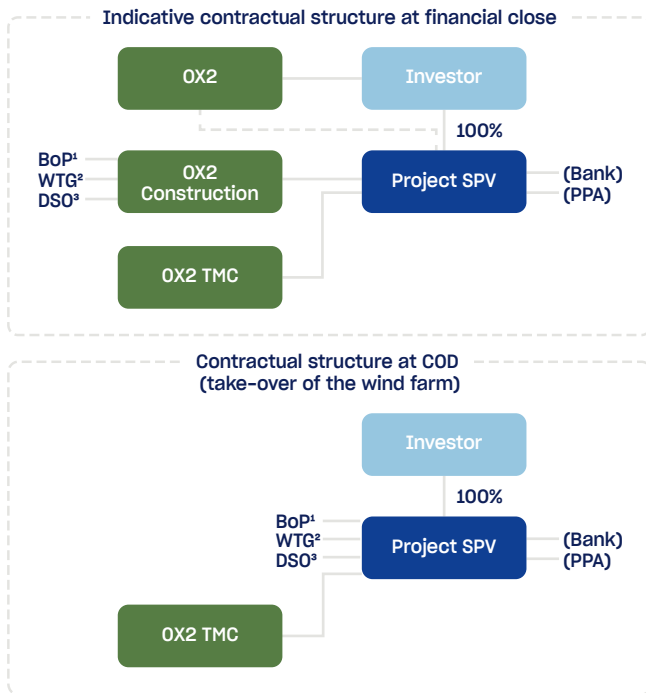 Indicative contractual structure at financial close
OX2
Investor
100%
BoP¹
WTG²
DSO³
OX2
Construction
Project SPV
(Bank)
(PPA)
OX2 TMC
Contractual structure at COD
(take-over of the wind farm)
Investor
100%
BoP¹
WTG²
DSO³
Project SPV
(Bank)
(PPA)
OX2 TMC